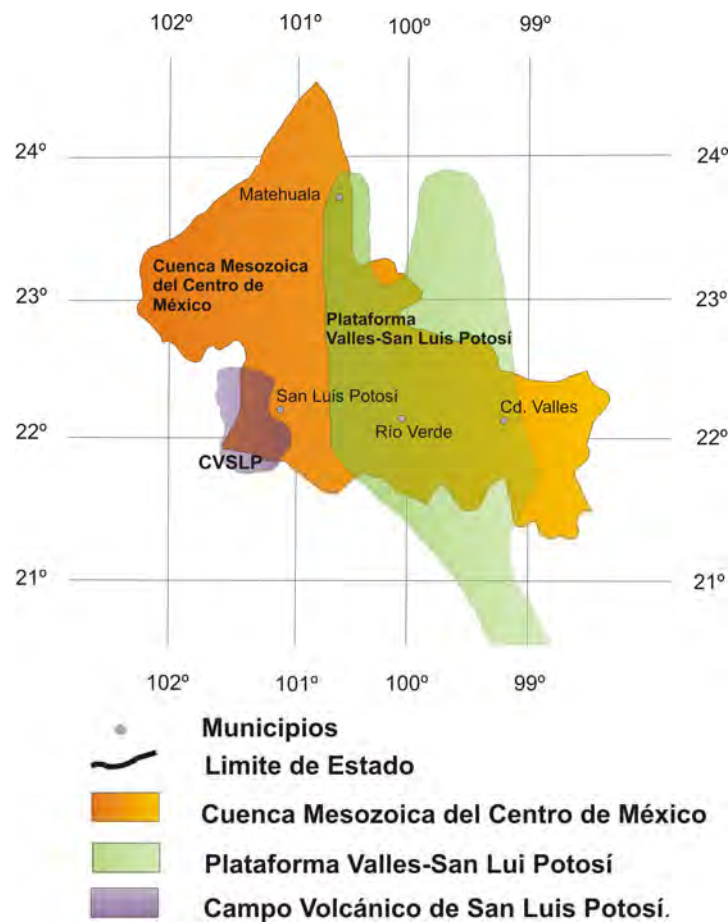 102º 101º 100º 99º
24º 24º
Matehuala
Cuenca Mesozoica
del Centro de
México
23º 23º
Plataforma
Valles-San Luis Potosí
San Luis Potosí
Cd. Valles
Río Verde
22º 22º
CVSLP
21º 21º
102º 101º 100º 99º
Municipios
Limite de Estado
Cuenca Mesozoica del Centro de México
Plataforma Valles-San Lui Potosí
Campo Volcánico de San Luis Potosí.